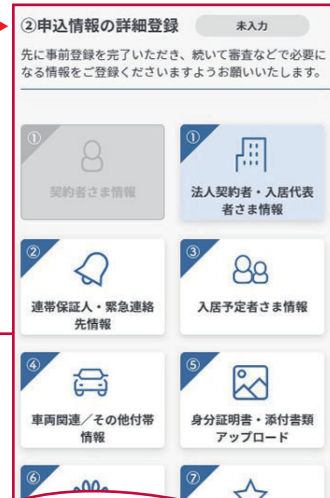 ②申込情報の詳細登録 未入力
先に事前登録を完了いただき、続いて審査などで必要に
なる情報をご登録くださいますようお願いいたします。
① ①
契約者さま情報
法人契約者・入居代表
者さま情報
② ③
連帯保証人・緊急連絡
先情報
入居予定者さま情報
④ ⑤
車両関連／その他付帯
情報
身分証明書・添付書類
アップロード
⑥ ⑦